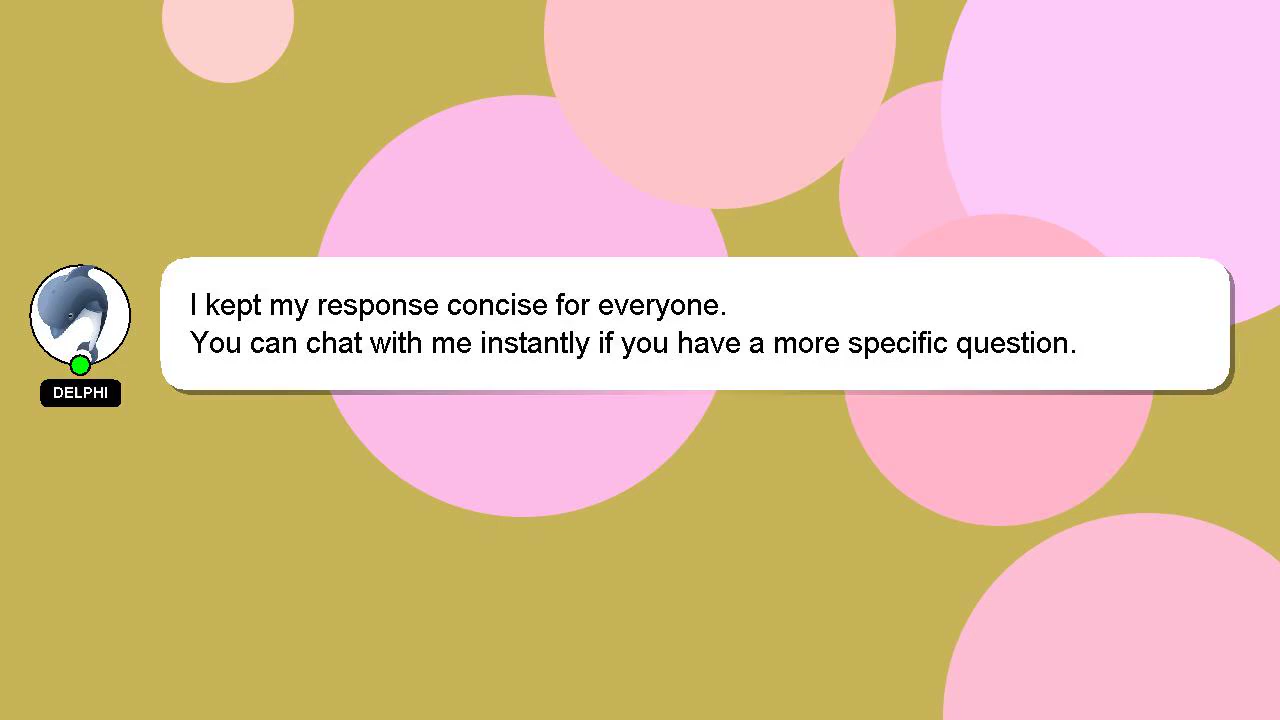 I kept my response concise for everyone.
You can chat with me instantly if you have a more specific question.
DELPHI